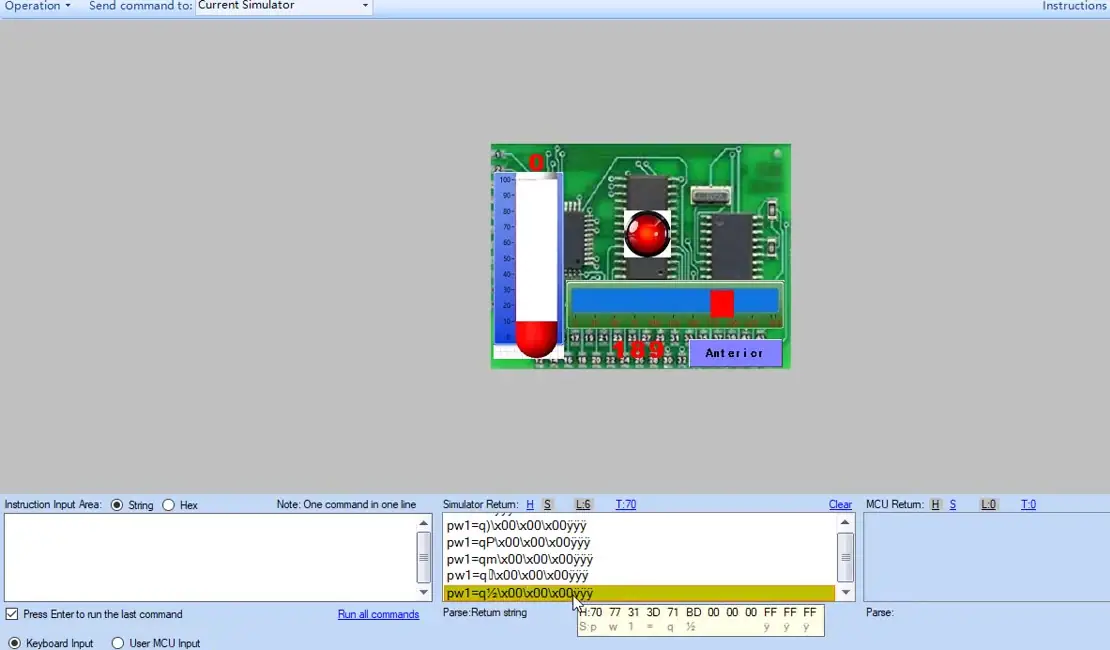 Operation Send command to: Current Simulator Instructions
0
100
90
80
70
60
50
40
30
20
10
0
189
Anterior
Instruction Input Area: String Hex Note: One command in one line
Simulator Return: H S L:6 T:70 Clear
MCU Return: H S L:0 T:0
pw1=q)\x00\x00\x00ÿÿÿ
pw1=qP\x00\x00\x00ÿÿÿ
pw1=qm\x00\x00\x00ÿÿÿ
pw1=q\x00\x00\x00ÿÿÿ
pw1=q½\x00\x00\x00ÿÿÿ
Press Enter to run the last command Run all commands
Parse:Return string
H:70 77 31 3D 71 BD 00 00 00 FF FF FF
S:p w 1 = q ½ ÿ ÿ ÿ
Parse:
Keyboard Input User MCU Input